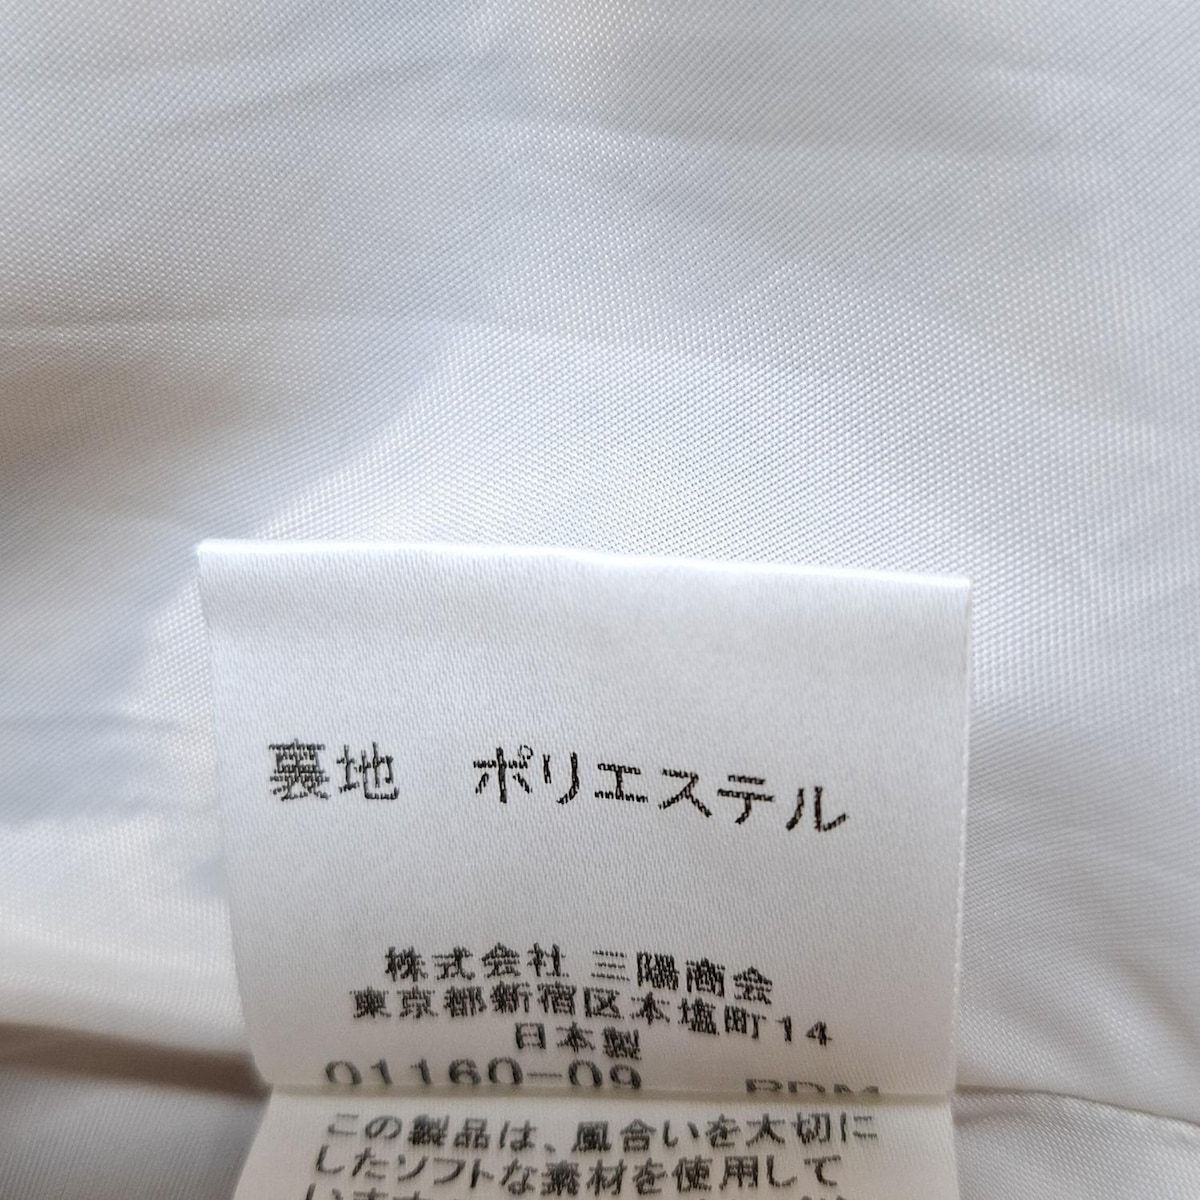 裏地 ポリエステル
株式会社 三陽商会
東京都新宿区本塩町14
日本製
01160-09
この製品は、風合いを大切に
したソフトな素材を使用して